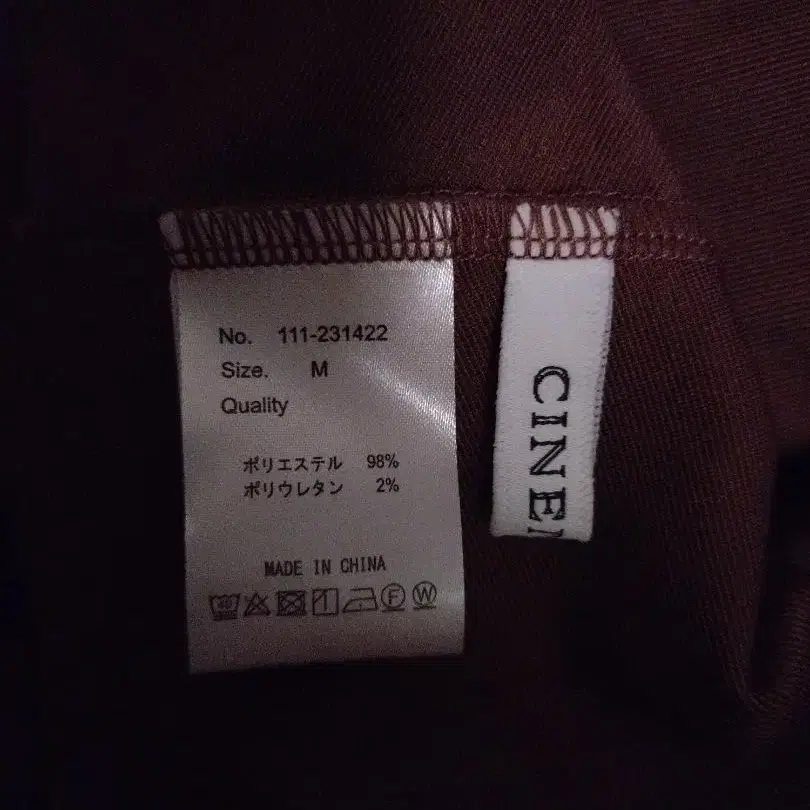 No. 111-231422
Size. M
Quality
ポリエステル 98%
ポリウレタン 2%
MADE IN CHINA
40
F
W
CINE